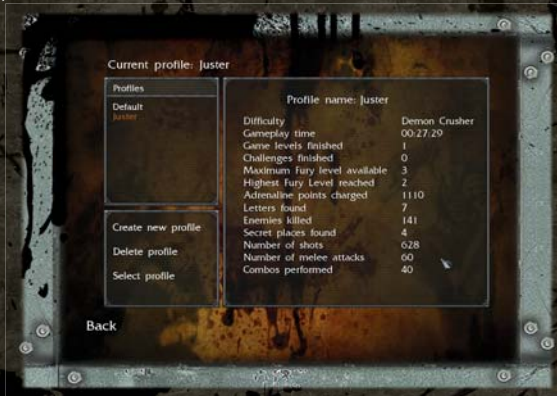 Current profile: Juster
Profiles
Default
Juster
Create new profile
Delete profile
Select profile
Profile name: Juster
Difficulty Demon Crusher
Gameplay time 00:27:29
Game levels finished 1
Challenges finished 0
Maximum Fury level available 3
Highest Fury Level reached 2
Adrenaline points charged 1110
Letters found 7
Enemies killed 141
Secret places found 4
Number of shots 628
Number of melee attacks 60
Combos performed 40
Back